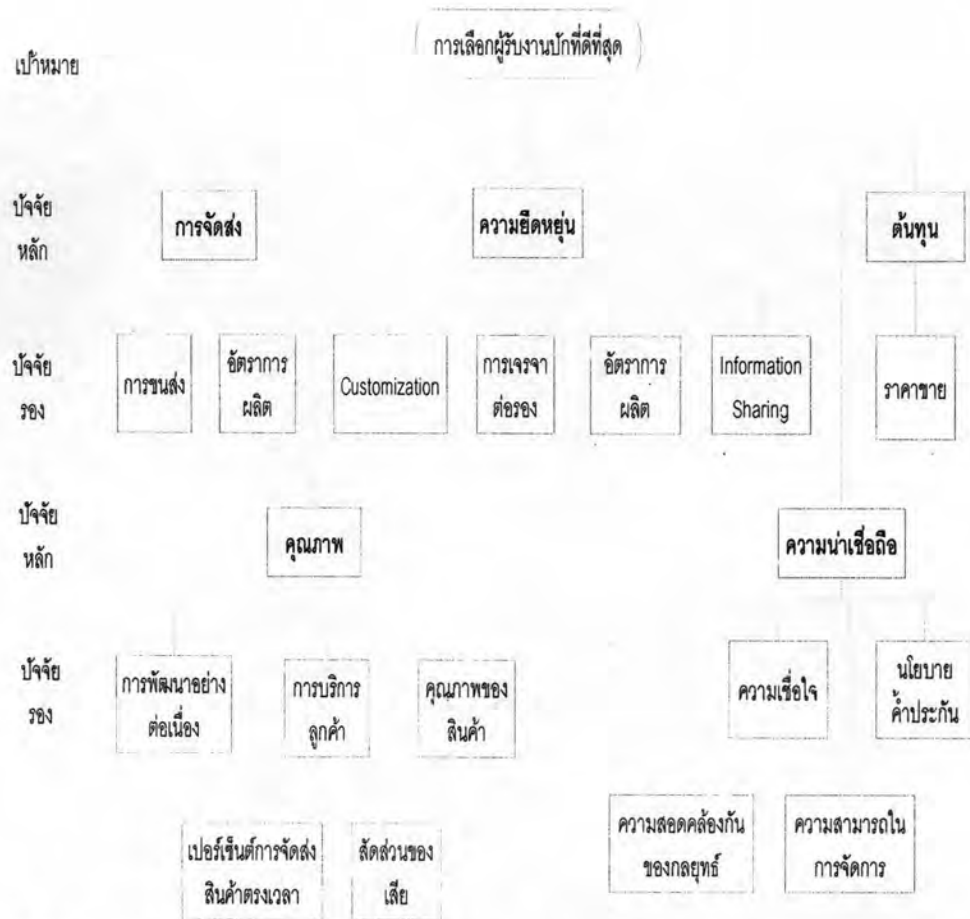 การเลือกผู้รับงานปักที่ดีที่สุด
เป้าหมาย
ปัจจัย
หลัก
การจัดส่ง
ความยืดหยุ่น
ต้นทุน
ปัจจัย
รอง
การขนส่ง
อัตราการ
ผลิต
Customization
การเจรจา
ต่อรอง
อัตราการ
ผลิต
Information
Sharing
ราคาขาย
ปัจจัย
หลัก
คุณภาพ
ความน่าเชื่อถือ
ปัจจัย
รอง
การพัฒนาอย่าง
ต่อเนื่อง
การบริการ
ลูกค้า
คุณภาพของ
สินค้า
ความเชื่อใจ
นโยบาย
ค้ำประกัน
เปอร์เซ็นต์การจัดส่ง
สินค้าตรงเวลา
สัดส่วนของ
เสีย
ความสอดคล้องกัน
ของกลยุทธ์
ความสามารถใน
การจัดการ